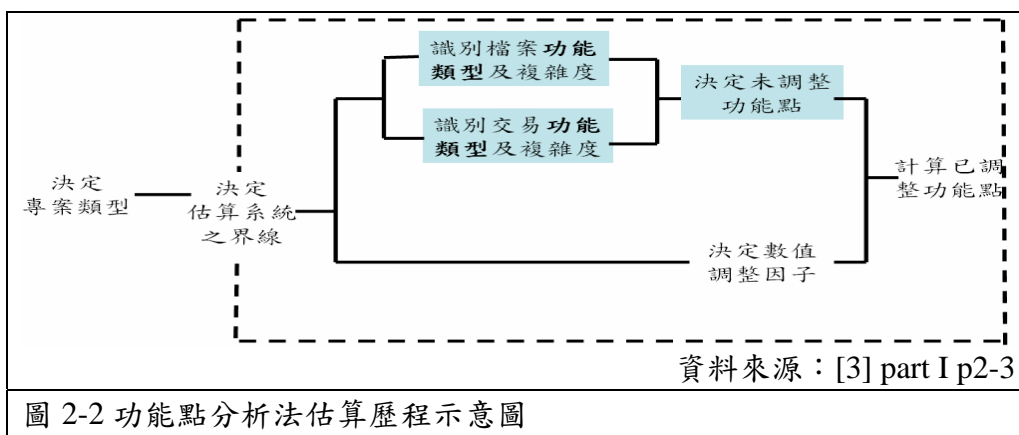 決定
專案類型
決定
估算系統
之界線
識別檔案功能
類型及複雜度
識別交易功能
類型及複雜度
決定未調整
功能點
決定數值
調整因子
計算已調
整功能點
資料來源：[3] part I p2-3
圖 2-2 功能點分析法估算歷程示意圖